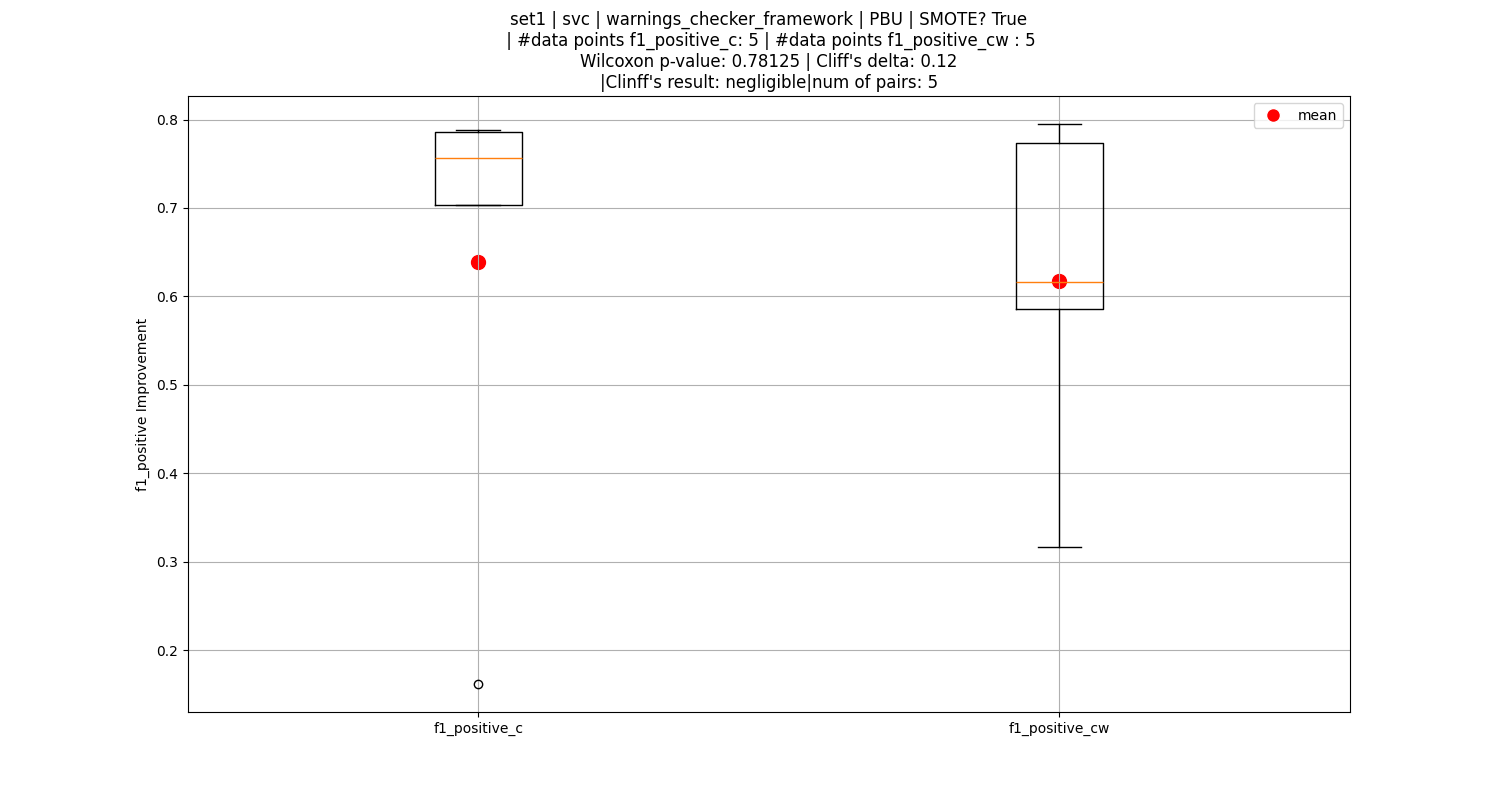 set1 | svc | warnings_checker_framework | PBU | SMOTE? True
| #data points f1_positive_c: 5 | #data points f1_positive_cw : 5
Wilcoxon p-value: 0.78125 | Cliff's delta: 0.12
|Clinff's result: negligible|num of pairs: 5
mean
0.8
0.7
0.6
0.5
0.4
0.3
0.2
f1_positive Improvement
f1_positive_c
f1_positive_cw